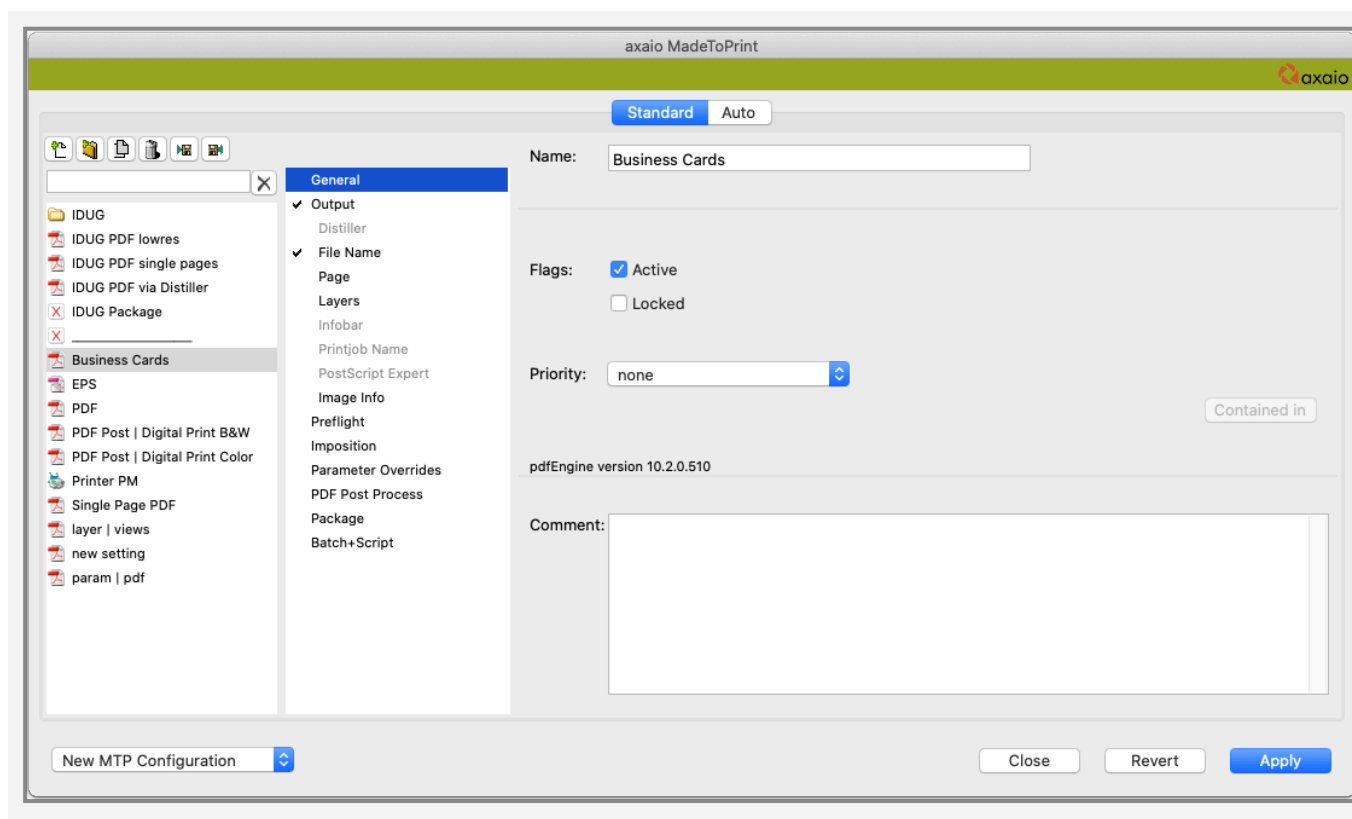 axaio MadeToPrint
axaio
Standard Auto
Name: Business Cards
IDUG
IDUG PDF lowres
IDUG PDF single pages
IDUG PDF via Distiller
IDUG Package
_________________
Business Cards
EPS
PDF
PDF Post | Digital Print B&W
PDF Post | Digital Print Color
Printer PM
Single Page PDF
layer | views
new setting
param | pdf
General
Output
Distiller
File Name
Page
Layers
Infobar
Printjob Name
PostScript Expert
Image Info
Preflight
Imposition
Parameter Overrides
PDF Post Process
Package
Batch+Script
Flags: Active
Locked
Priority: none
Contained in
pdfEngine version 10.2.0.510
Comment:
New MTP Configuration
Close Revert Apply